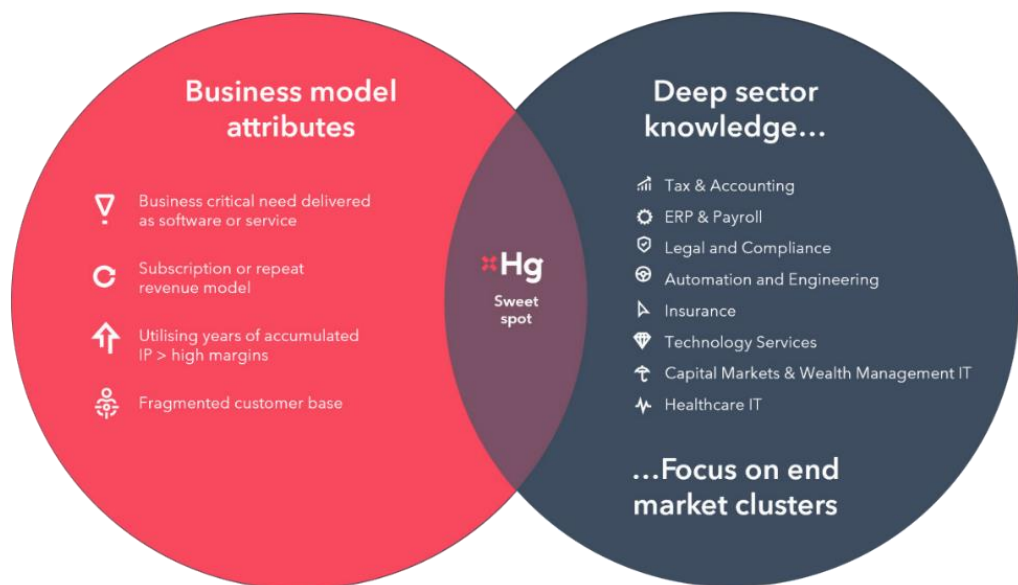 Business model
attributes
Business critical need delivered
as software or service
Subscription or repeat
revenue model
Utilising years of accumulated
IP > high margins
Fragmented customer base
Hg
Sweet
spot
Deep sector
knowledge...
Tax & Accounting
ERP & Payroll
Legal and Compliance
Automation and Engineering
Insurance
Technology Services
Capital Markets & Wealth Management IT
Healthcare IT
...Focus on end
market clusters